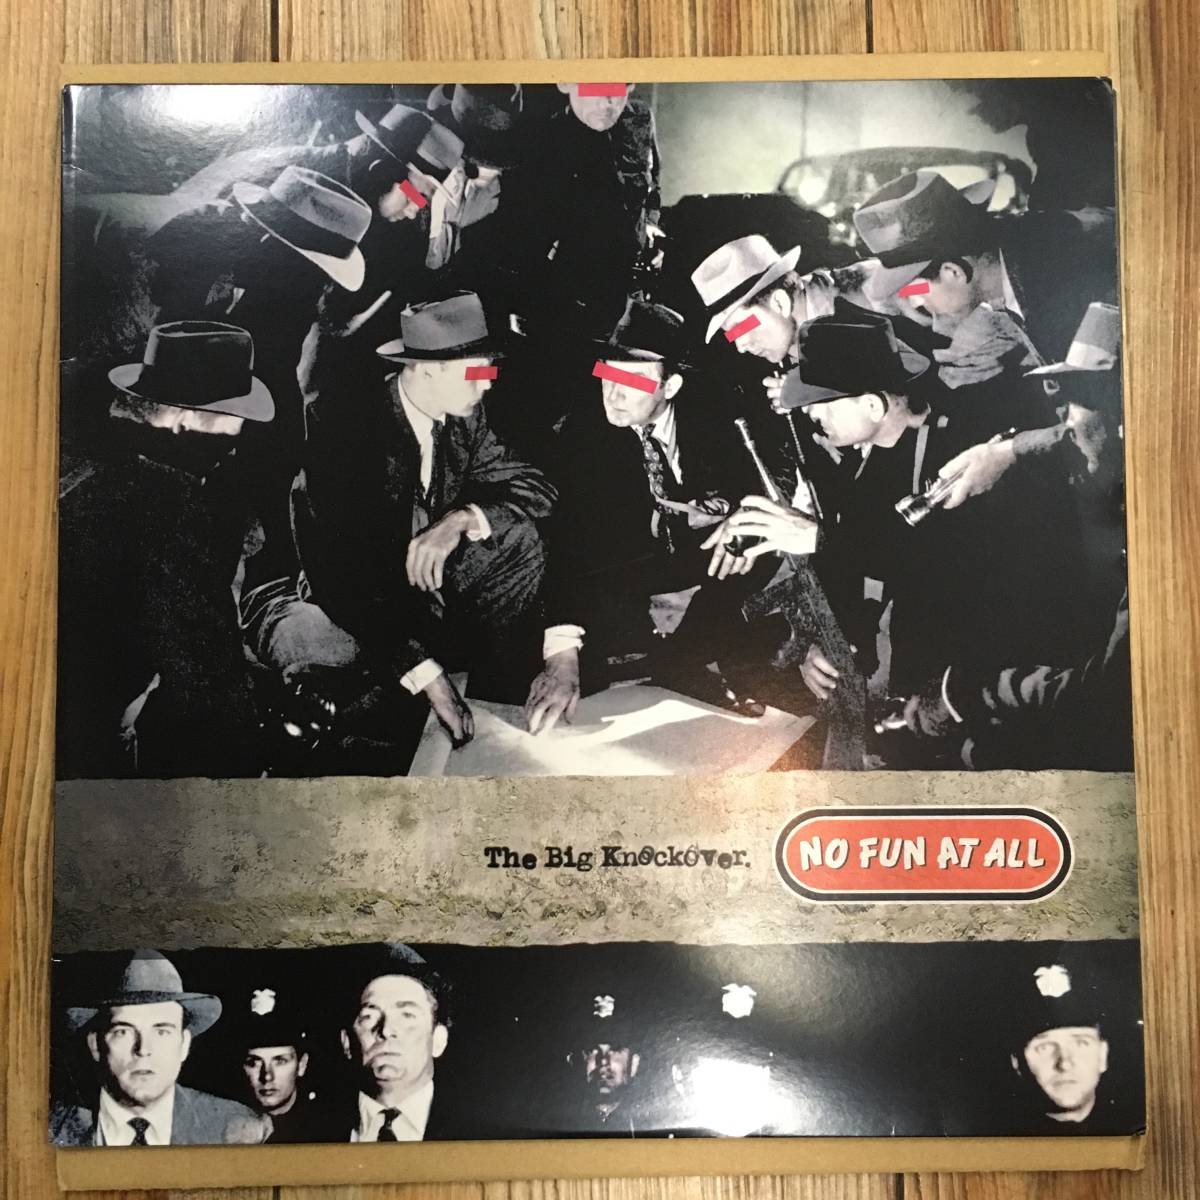 The Big Knockover.
NO FUN AT ALL